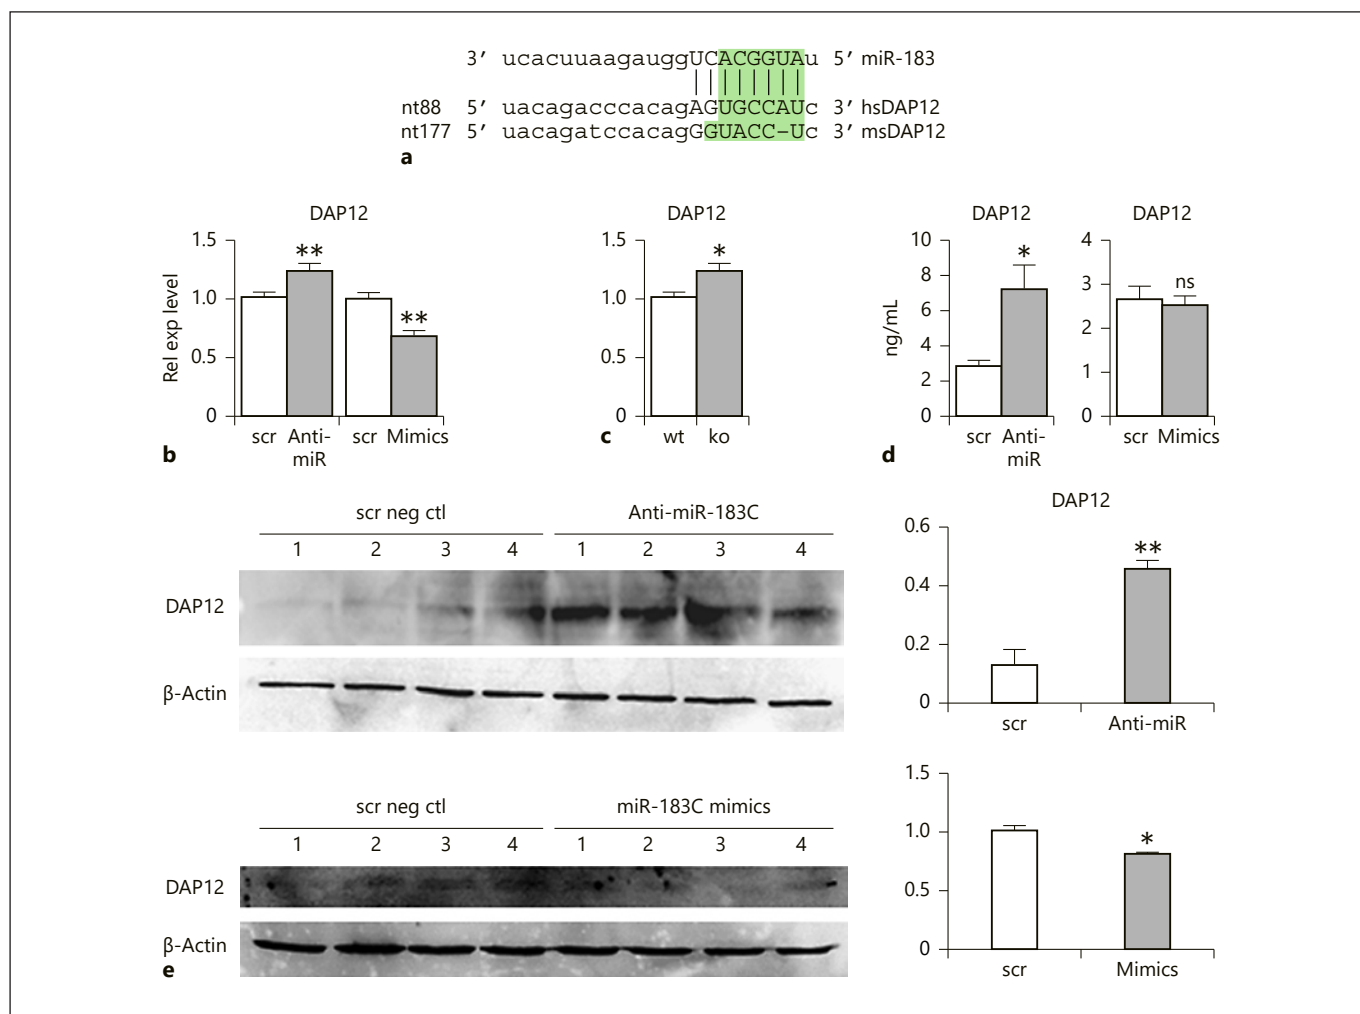 3′ ucacuuaagauggUCACGGUAu 5′ miR-183
nt88 5′ uacagacccacagAGUGCCAUc 3′ hsDAP12
nt177 5′ uacagatccacagGGUACC–Uc 3′ msDAP12
a
DAP12
1.5
1.0
0.5
0
Rel exp level
**
**
scr Anti-miR scr Mimics
b
DAP12
1.5
1.0
0.5
0
*
wt ko
c
DAP12
10
8
6
4
2
0
ng/mL
*
scr Anti-miR
DAP12
4
3
2
1
0
ns
scr Mimics
d
scr neg ctl Anti-miR-183C
1 2 3 4 1 2 3 4
DAP12
β-Actin
DAP12
0.6
0.4
0.2
0
**
scr Anti-miR
scr neg ctl miR-183C mimics
1 2 3 4 1 2 3 4
DAP12
β-Actin
e
1.5
1.0
0.5
0
*
scr Mimics